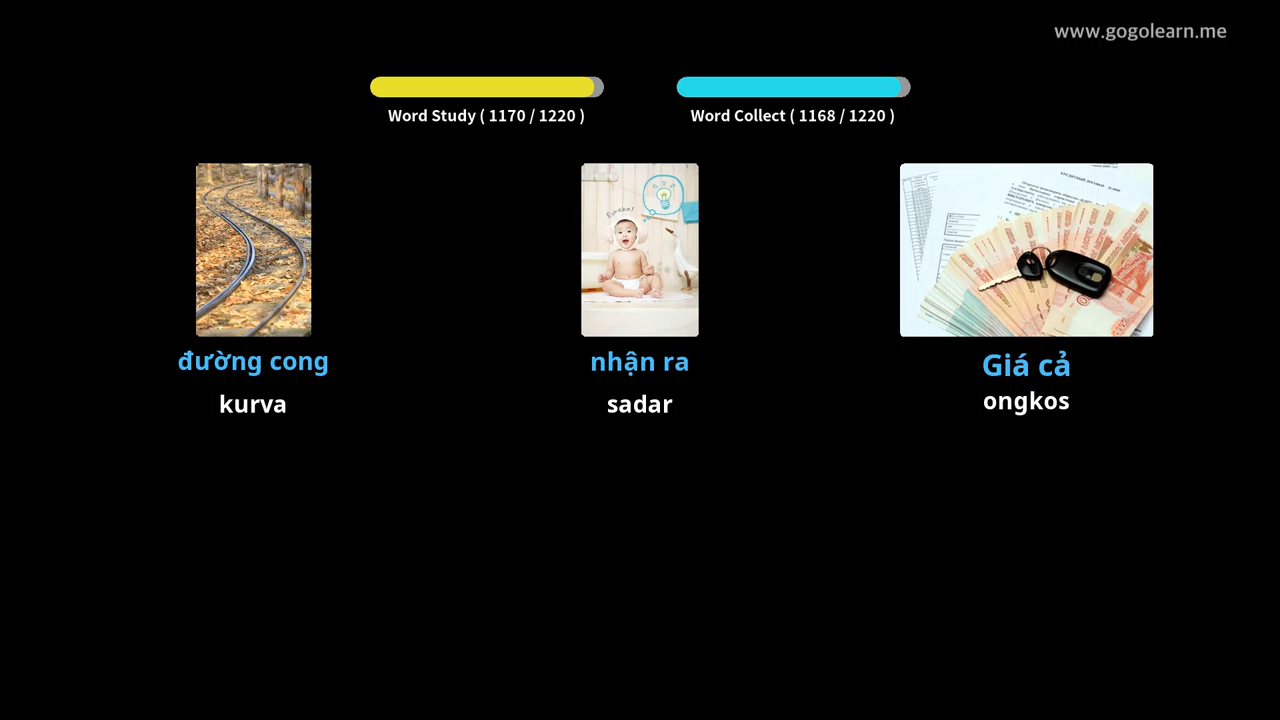 www.gogolearn.me
Word Study ( 1170 / 1220 )
Word Collect ( 1168 / 1220 )
Eureka!
đường cong
nhận ra
Giá cả
kurva
sadar
ongkos